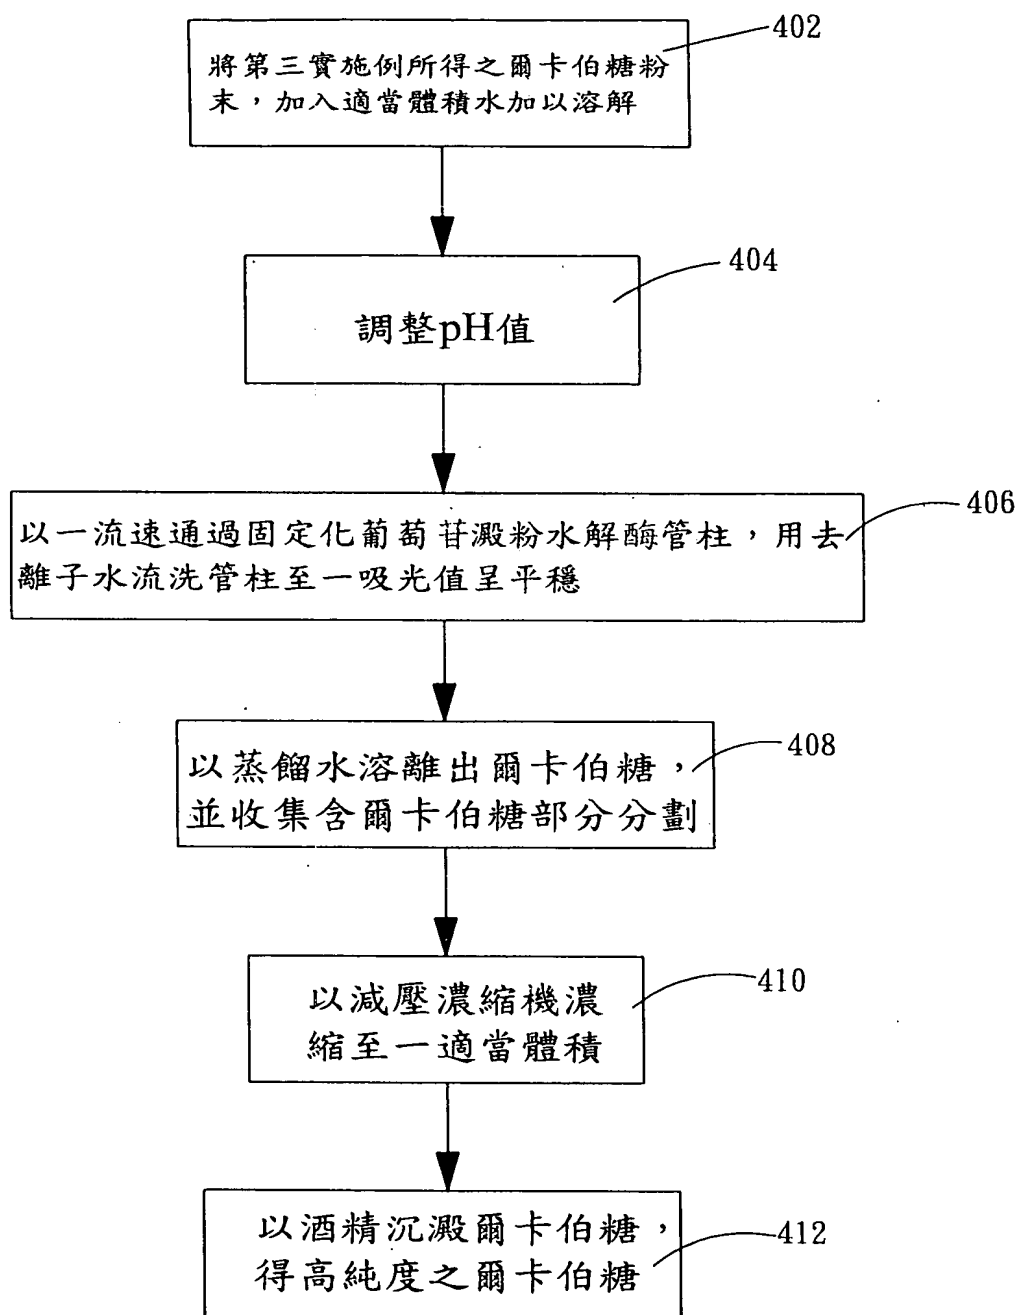 402
將第三實施例所得之爾卡伯糖粉
末，加入適當體積水加以溶解
404
調整pH值
406
以一流速通過固定化葡萄苷澱粉水解酶管柱，用去
離子水流洗管柱至一吸光值呈平穩
408
以蒸餾水溶離出爾卡伯糖，
並收集含爾卡伯糖部分分劃
410
以減壓濃縮機濃
縮至一適當體積
以酒精沉澱爾卡伯糖，
412
得高純度之爾卡伯糖